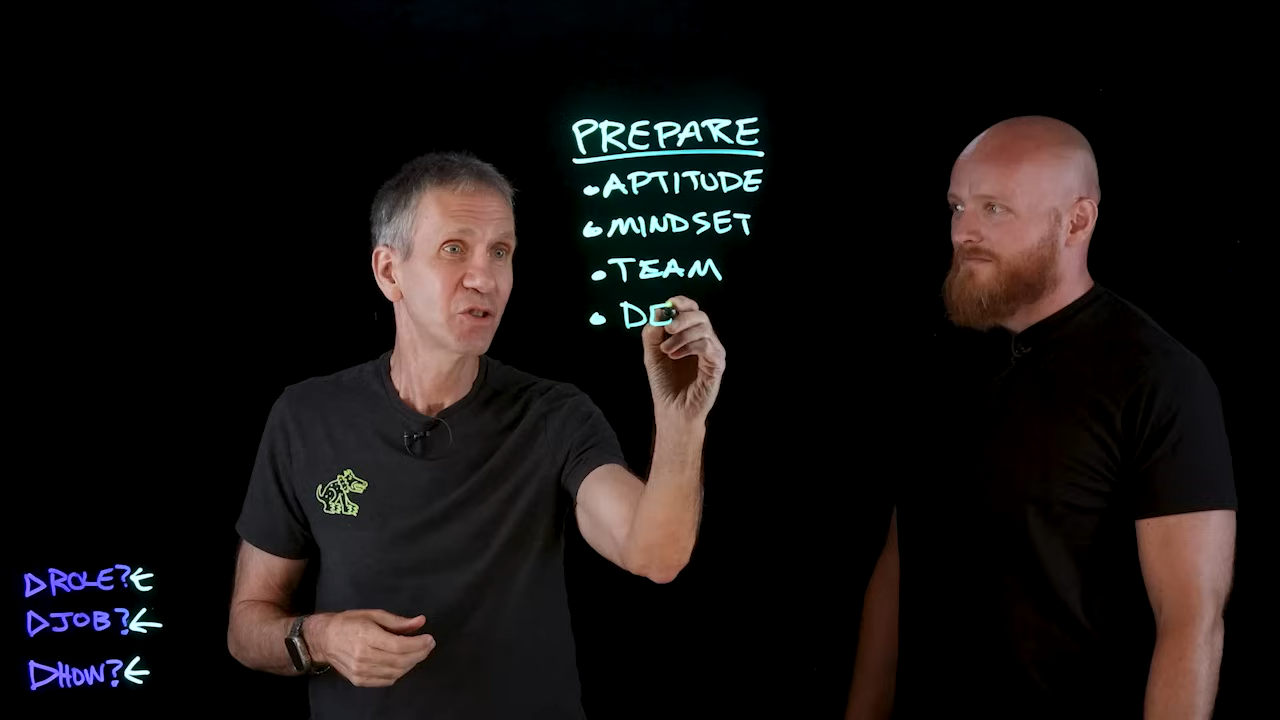 PREPARE
• APTITUDE
• MINDSET
• TEAM
• DE
▷ ROLE? ←
▷ JOB? ←
▷ HOW? ←